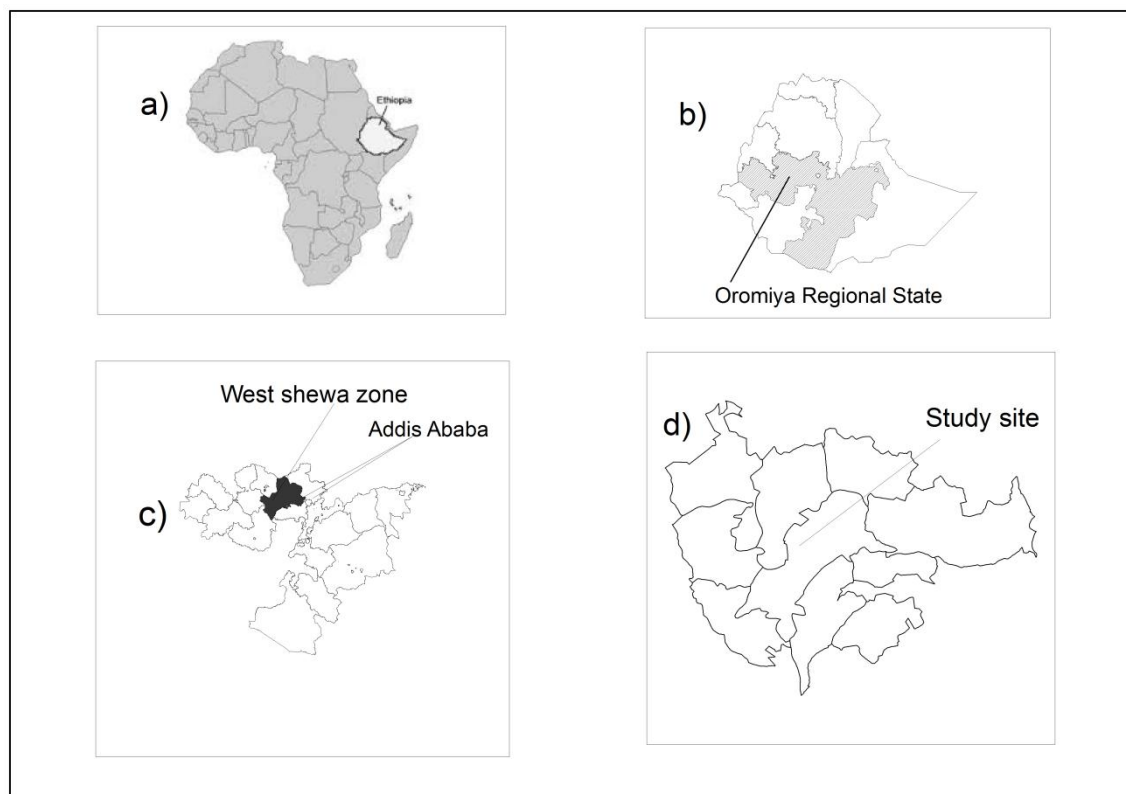 a)
Ethiopia
b)
Oromiya Regional State
West shewa zone
Addis Ababa
c)
d)
Study site